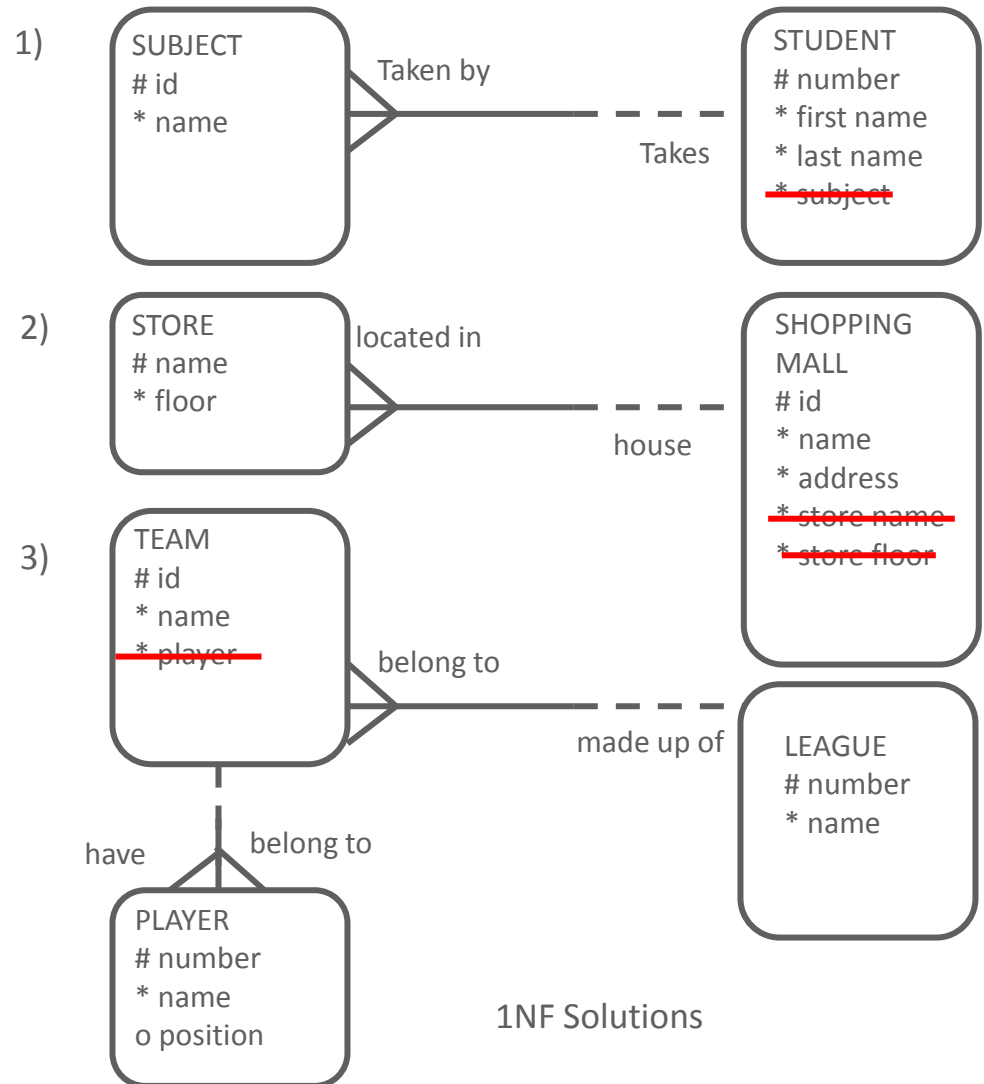 1)
SUBJECT
# id
* name
Taken by
Takes
STUDENT
# number
* first name
* last name
* subject
2)
STORE
# name
* floor
located in
house
SHOPPING
MALL
# id
* name
* address
* store name
* store floor
3)
TEAM
# id
* name
* player
belong to
made up of
LEAGUE
# number
* name
have
belong to
PLAYER
# number
* name
o position
1NF Solutions